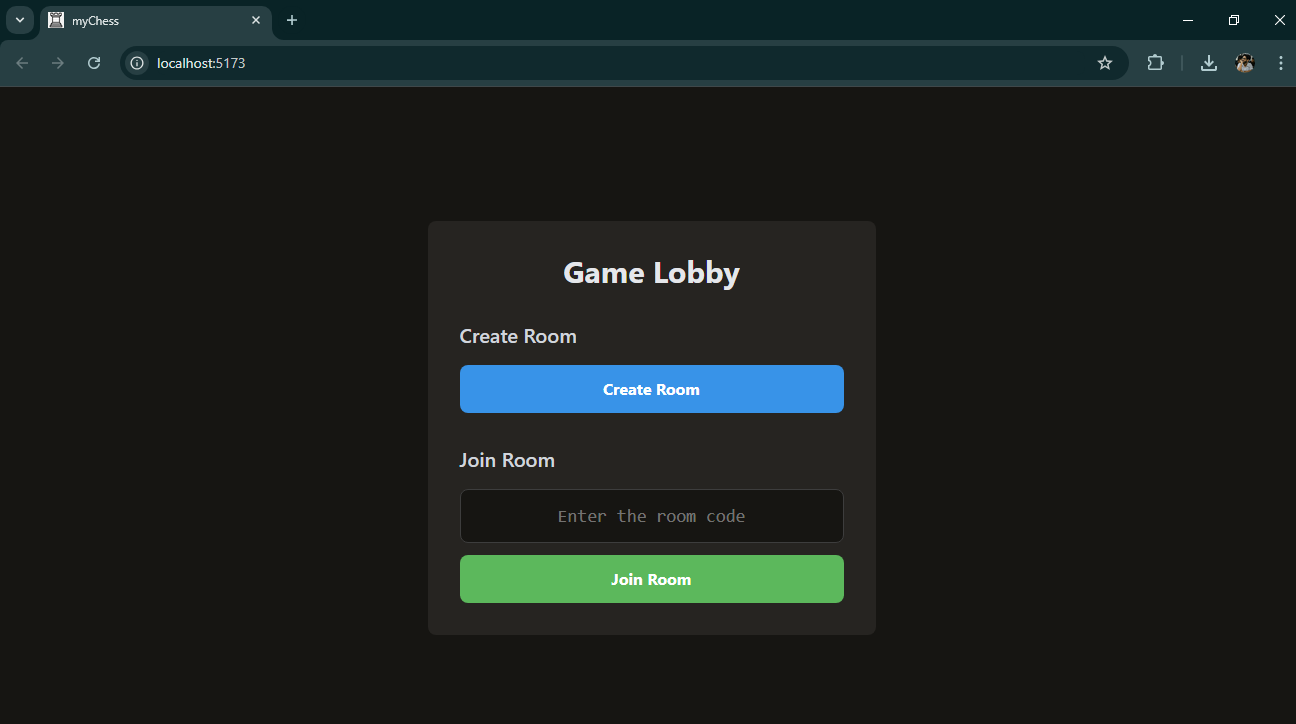 myChess
localhost:5173
Game Lobby
Create Room
Create Room
Join Room
Enter the room code
Join Room